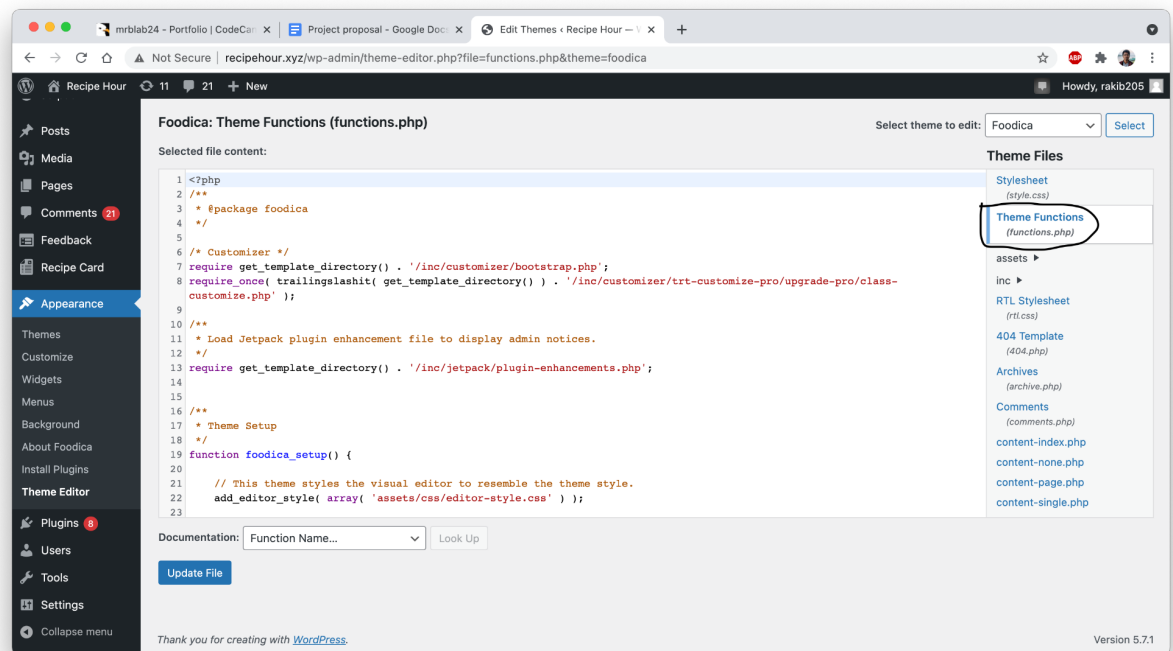 mrblab24 - Portfolio | CodeCan
Project proposal - Google Doc
Edit Themes ‹ Recipe Hour —
Not Secure | recipehour.xyz/wp-admin/theme-editor.php?file=functions.php&theme=foodica
ABP
Recipe Hour 11 21 + New Howdy, rakib205
Posts
Media
Pages
Comments 21
Feedback
Recipe Card
Appearance
Themes
Customize
Widgets
Menus
Background
About Foodica
Install Plugins
Theme Editor
Plugins 8
Users
Tools
Settings
Collapse menu
Foodica: Theme Functions (functions.php)
Select theme to edit: Foodica Select
Selected file content:
1 <?php
2 /**
3 * @package foodica
4 */
5
6 /* Customizer */
7 require get_template_directory() . '/inc/customizer/bootstrap.php';
8 require_once( trailingslashit( get_template_directory() ) . '/inc/customizer/trt-customize-pro/upgrade-pro/class-
customize.php' );
9
10 /**
11 * Load Jetpack plugin enhancement file to display admin notices.
12 */
13 require get_template_directory() . '/inc/jetpack/plugin-enhancements.php';
14
15
16 /**
17 * Theme Setup
18 */
19 function foodica_setup() {
20
21 // This theme styles the visual editor to resemble the theme style.
22 add_editor_style( array( 'assets/css/editor-style.css' ) );
23
Theme Files
Stylesheet
(style.css)
Theme Functions
(functions.php)
assets
inc
RTL Stylesheet
(rtl.css)
404 Template
(404.php)
Archives
(archive.php)
Comments
(comments.php)
content-index.php
content-none.php
content-page.php
content-single.php
Documentation: Function Name... Look Up
Update File
Thank you for creating with WordPress.
Version 5.7.1